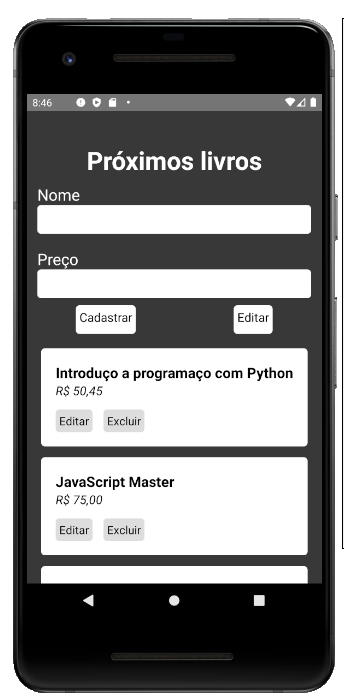 8:46
Próximos livros
Nome
Preço
Cadastrar
Editar
Introduço a programaço com Python
R$ 50,45
Editar
Excluir
JavaScript Master
R$ 75,00
Editar
Excluir